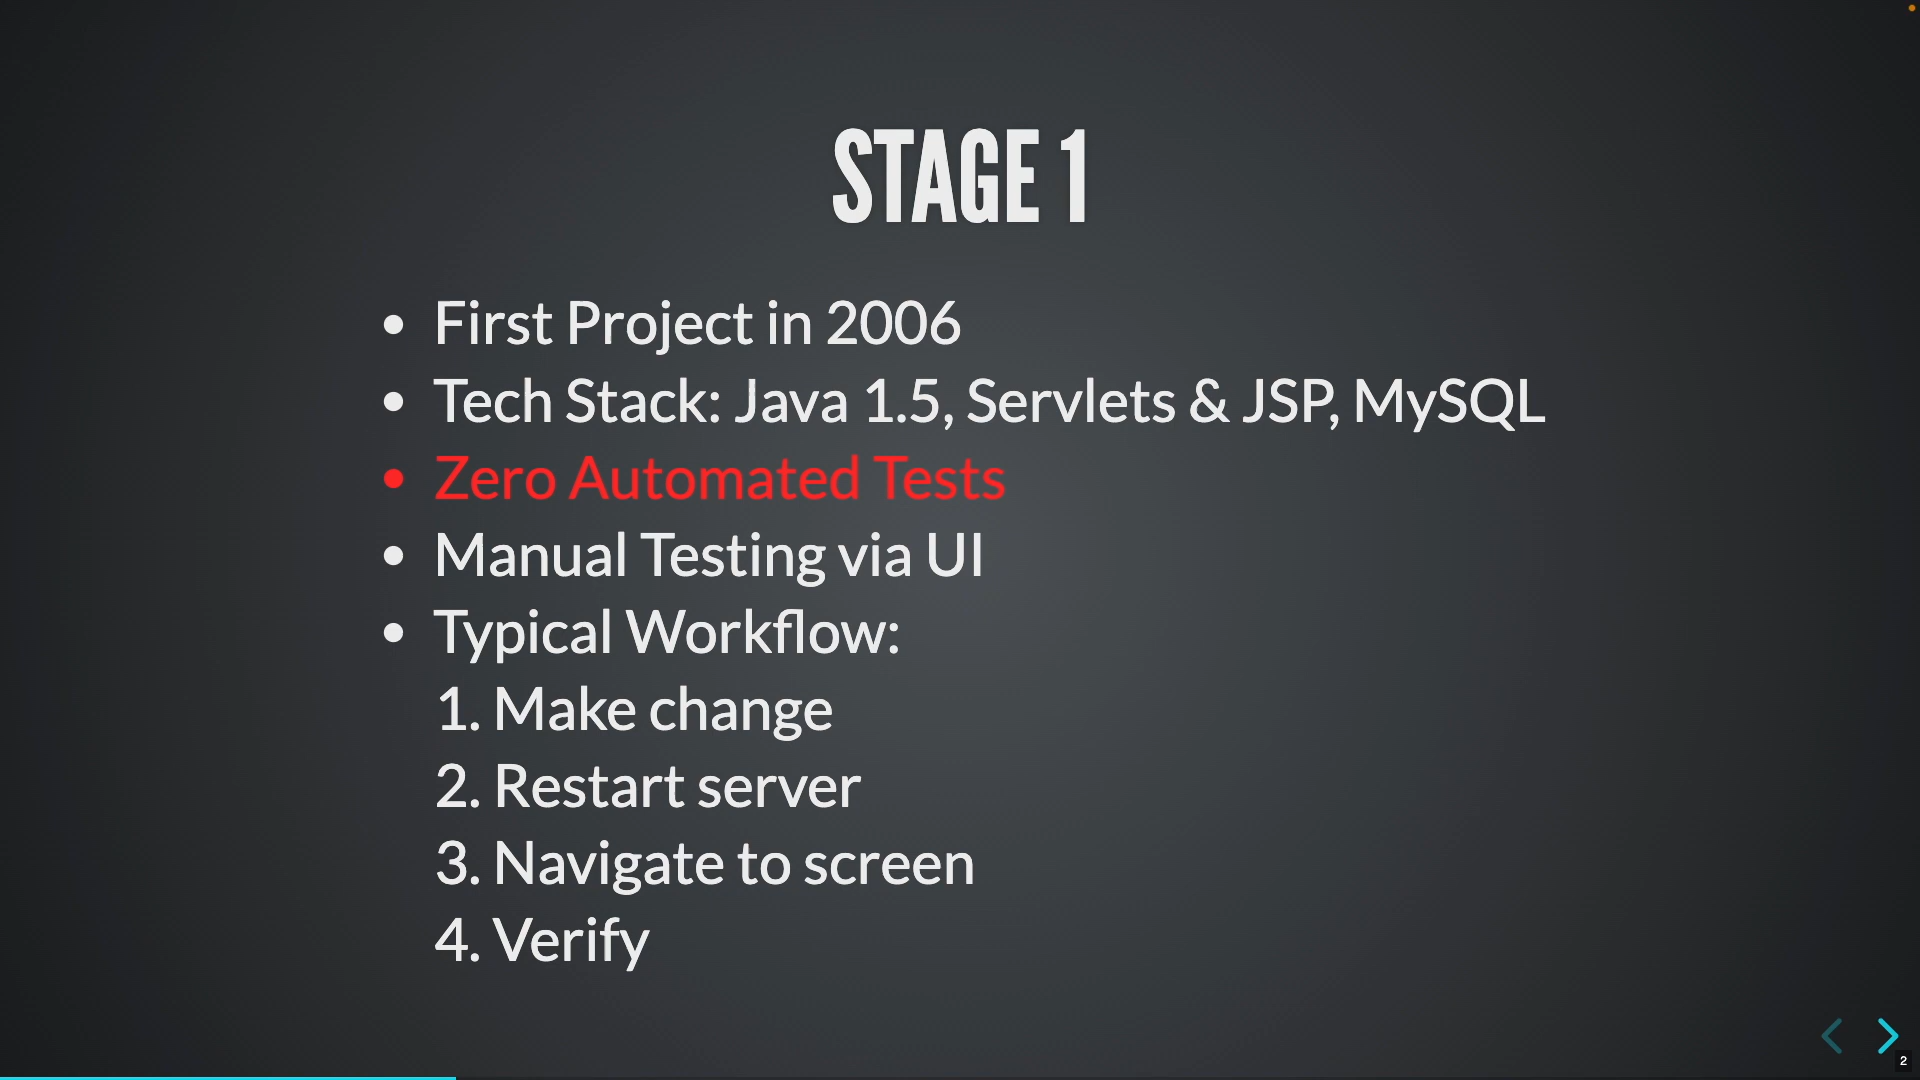 STAGE 1
• First Project in 2006
• Tech Stack: Java 1.5, Servlets & JSP, MySQL
• Zero Automated Tests
• Manual Testing via UI
• Typical Workflow:
1. Make change
2. Restart server
3. Navigate to screen
4. Verify
2